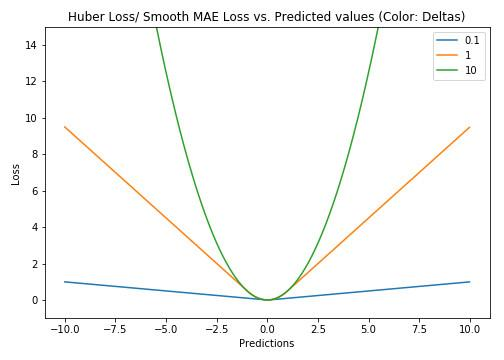 Huber Loss/ Smooth MAE Loss vs. Predicted values (Color: Deltas)
0.1
1
10
14
12
10
8
6
4
2
0
Loss
−10.0 −7.5 −5.0 −2.5 0.0 2.5 5.0 7.5 10.0
Predictions